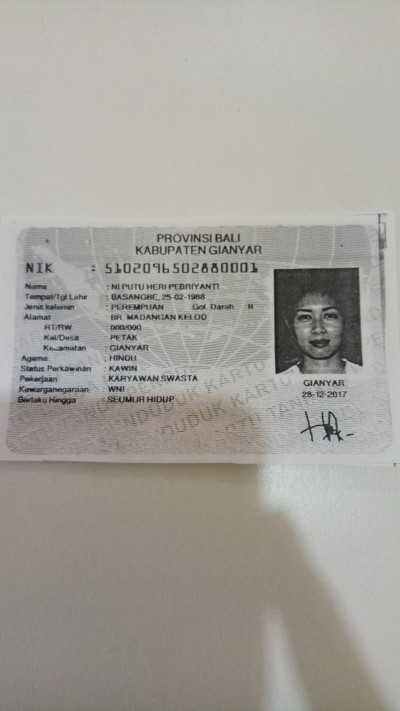 PROVINSI BALI
KABUPATEN GIANYAR
NIK : 5102096502880001
Nama : NI PUTU HERI PEBRIYANTI
Tempat/Tgl Lahir : BASANGBE, 25-02-1988
Jenis kelamin : PEREMPUAN Gol. Darah : B
Alamat : BR. MADANGAN KELOD
RT/RW : 000/000
Kel/Desa : PETAK
Kecamatan : GIANYAR
Agama : HINDU
Status Perkawinan : KAWIN
Pekerjaan : KARYAWAN SWASTA
Kewarganegaraan : WNI
Berlaku Hingga : SEUMUR HIDUP
GIANYAR
28-12-2017